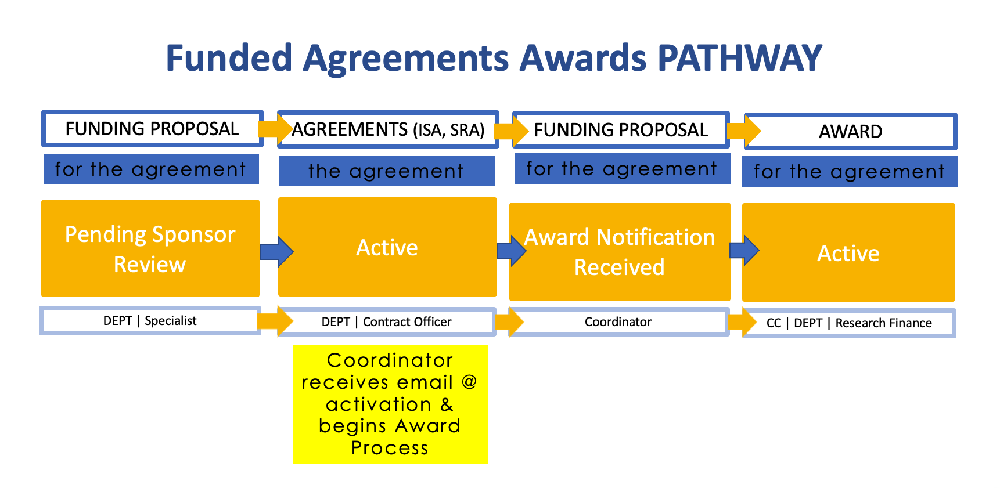 Funded Agreements Awards PATHWAY
FUNDING PROPOSAL
AGREEMENTS (ISA, SRA)
FUNDING PROPOSAL
AWARD
for the agreement
the agreement
for the agreement
for the agreement
Pending Sponsor
Review
Active
Award Notification
Received
Active
DEPT | Specialist
DEPT | Contract Officer
Coordinator
CC | DEPT | Research Finance
Coordinator
receives email @
activation &
begins Award
Process